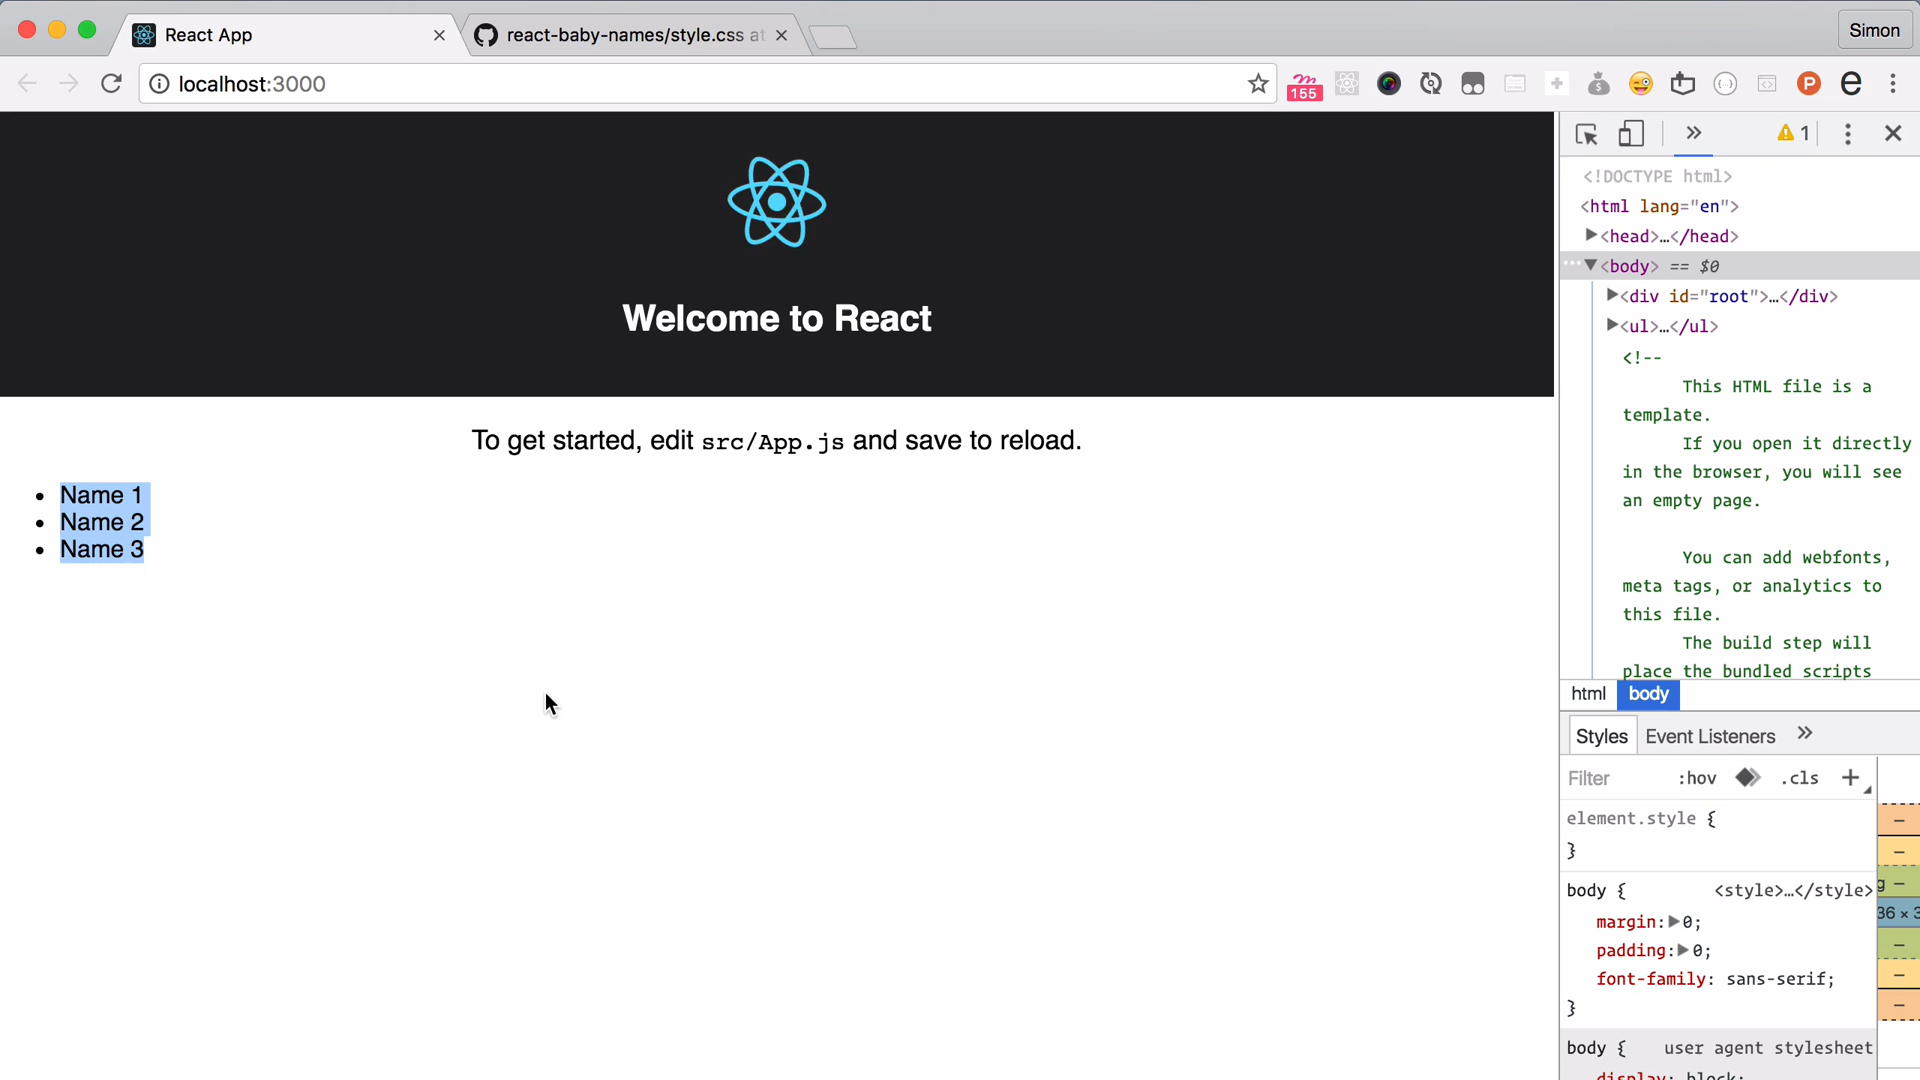 React App
react-baby-names/style.css at
Simon
localhost:3000
155
1
Welcome to React
To get started, edit src/App.js and save to reload.
Name 1
Name 2
Name 3
<!DOCTYPE html>
<html lang="en">
<head>…</head>
<body> == $0
<div id="root">…</div>
<ul>…</ul>
<!--
This HTML file is a
template.
If you open it directly
in the browser, you will see
an empty page.
You can add webfonts,
meta tags, or analytics to
this file.
The build step will
place the bundled scripts
html body
Styles Event Listeners
Filter :hov .cls +
element.style {
}
body { <style>…</style>
margin: 0;
padding: 0;
font-family: sans-serif;
}
body { user agent stylesheet
display: block;